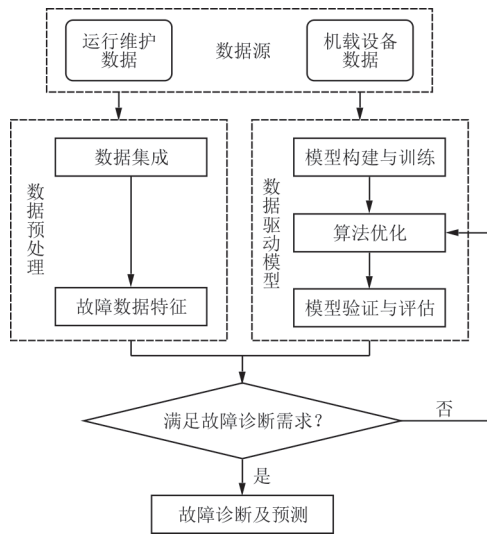 运行维护
数据
数据源
机载设备
数据
数据预处理
数据集成
故障数据特征
数据驱动模型
模型构建与训练
算法优化
模型验证与评估
满足故障诊断需求?
否
是
故障诊断及预测